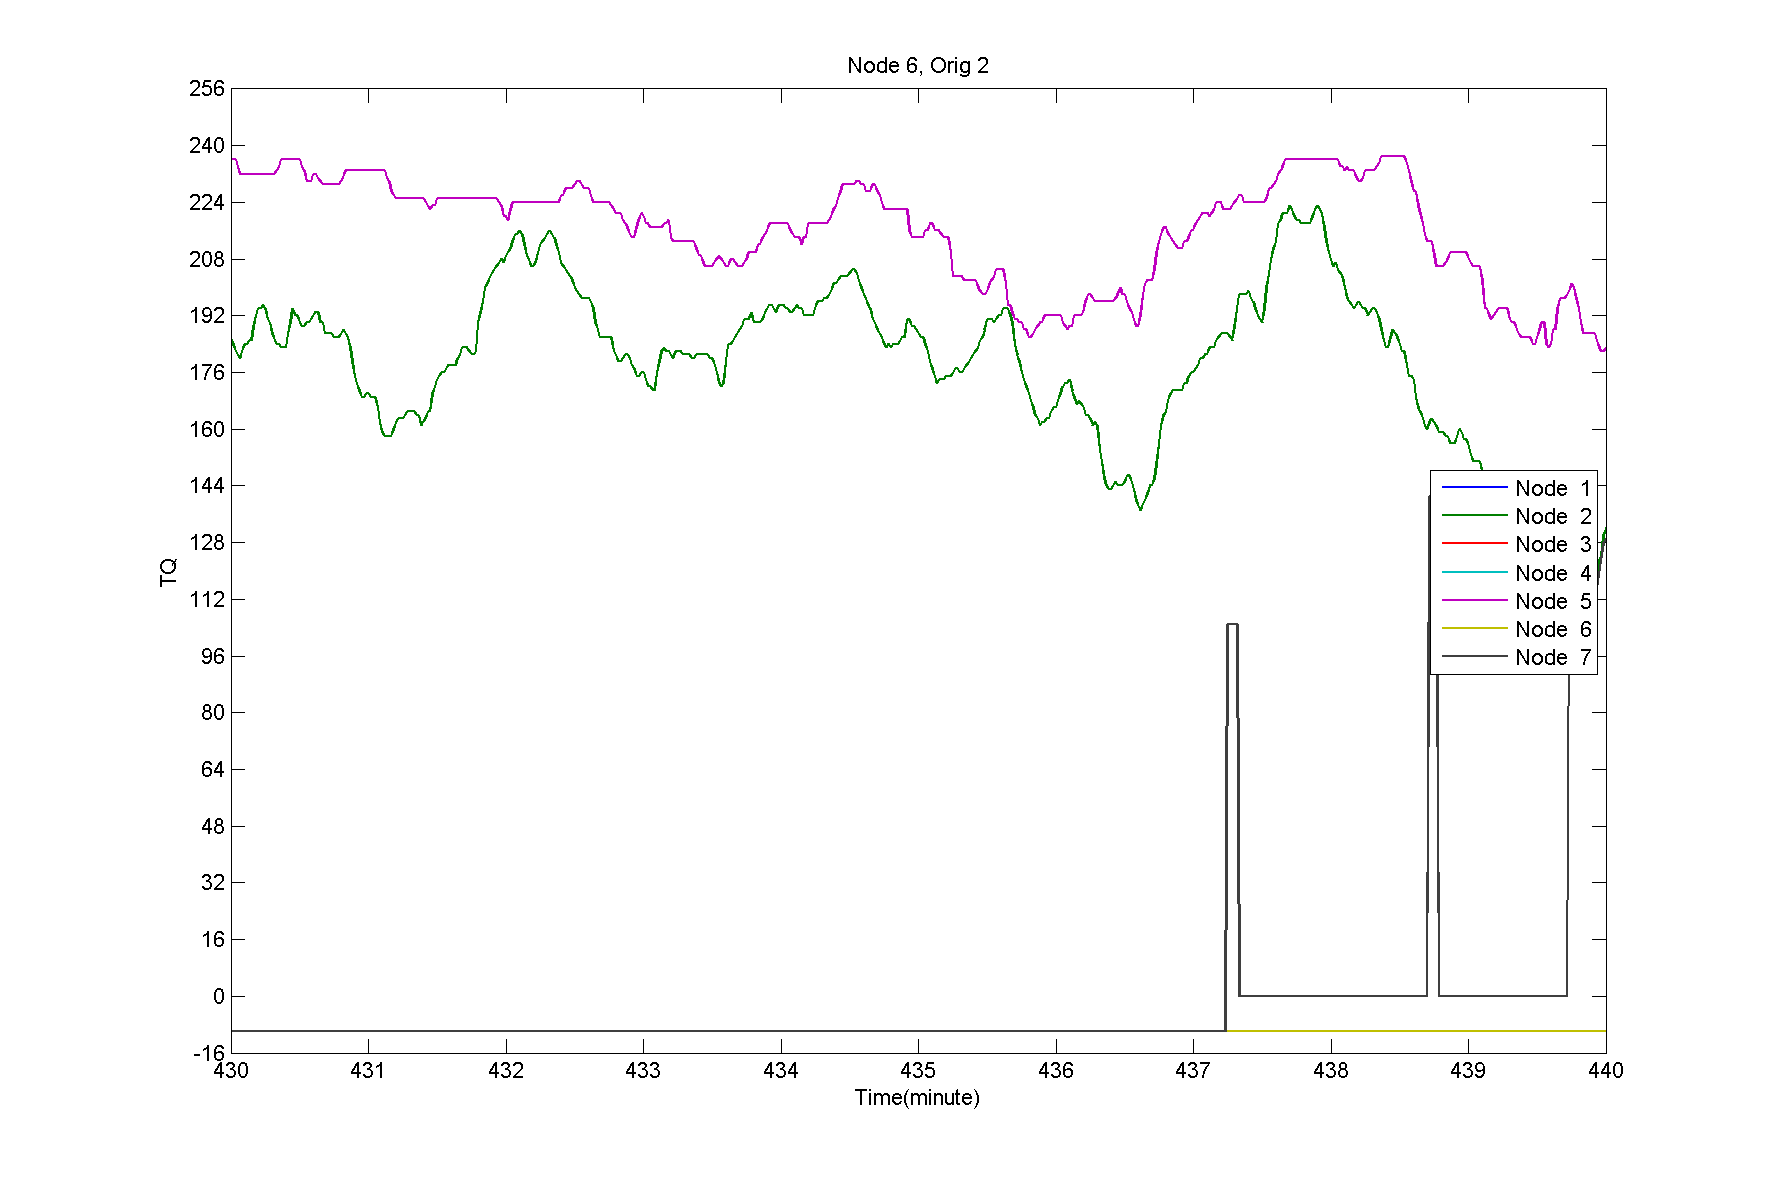 Node 6, Orig 2
256
240
224
208
192
176
160
144
128
112
96
80
64
48
32
16
0
-16
TQ
Node 1
Node 2
Node 3
Node 4
Node 5
Node 6
Node 7
430 431 432 433 434 435 436 437 438 439 440
Time(minute)